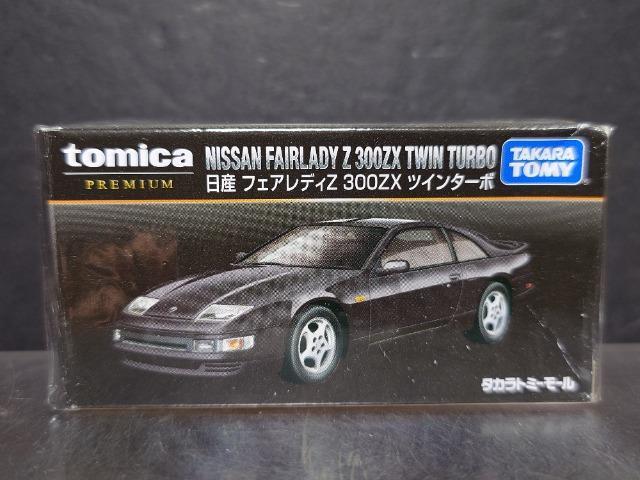 tomica
PREMIUM
NISSAN FAIRLADY Z 300ZX TWIN TURBO
日産 フェアレディZ 300ZX ツインターボ
TAKARA
TOMY
タカラトミーモール